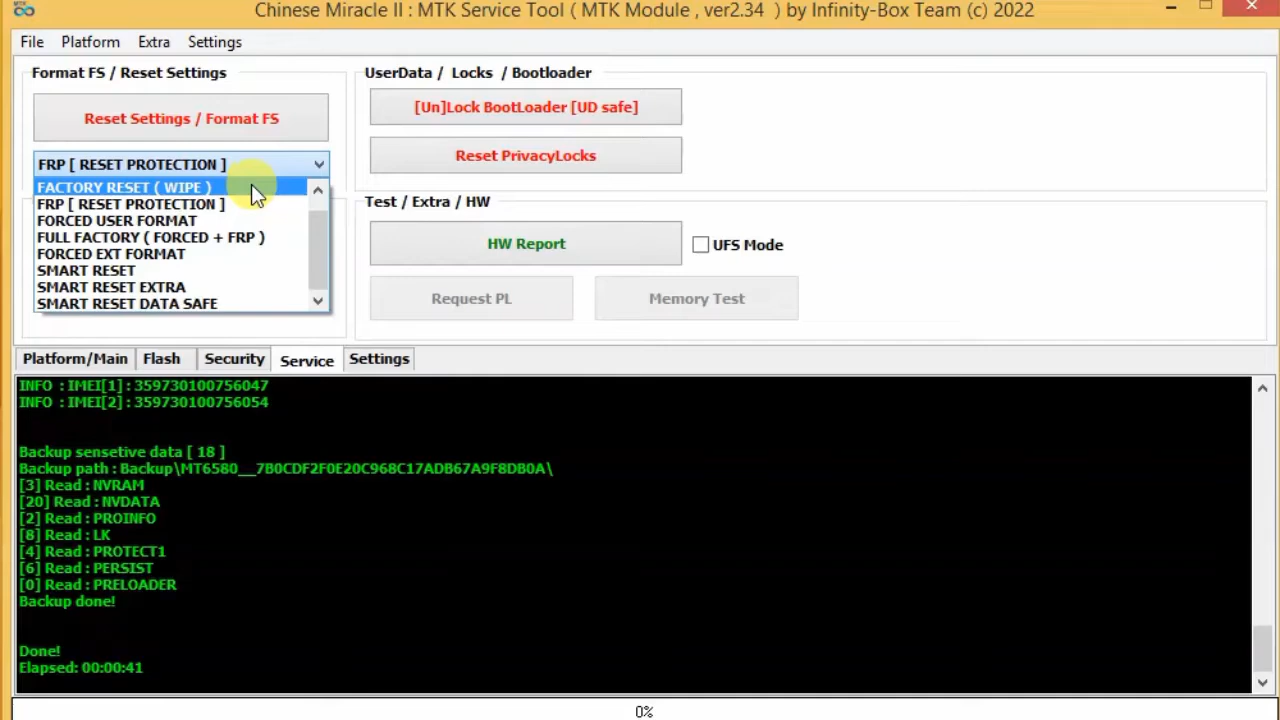 MTK
Chinese Miracle II : MTK Service Tool ( MTK Module , ver2.34 ) by Infinity-Box Team (c) 2022
File Platform Extra Settings
Format FS / Reset Settings
Reset Settings / Format FS
FRP [ RESET PROTECTION ]
FACTORY RESET ( WIPE )
FRP [ RESET PROTECTION ]
FORCED USER FORMAT
FULL FACTORY ( FORCED + FRP )
FORCED EXT FORMAT
SMART RESET
SMART RESET EXTRA
SMART RESET DATA SAFE
UserData / Locks / Bootloader
[Un]Lock BootLoader [UD safe]
Reset PrivacyLocks
Test / Extra / HW
HW Report
UFS Mode
Request PL
Memory Test
Platform/Main Flash Security Service Settings
INFO : IMEI[1] : 359730100756047
INFO : IMEI[2] : 359730100756054
Backup sensetive data [ 18 ]
Backup path : Backup\MT6580__7B0CDF2F0E20C968C17ADB67A9F8DB0A\
[3] Read : NVRAM
[20] Read : NVDATA
[2] Read : PROINFO
[8] Read : LK
[4] Read : PROTECT1
[6] Read : PERSIST
[0] Read : PRELOADER
Backup done!
Done!
Elapsed: 00:00:41
0%